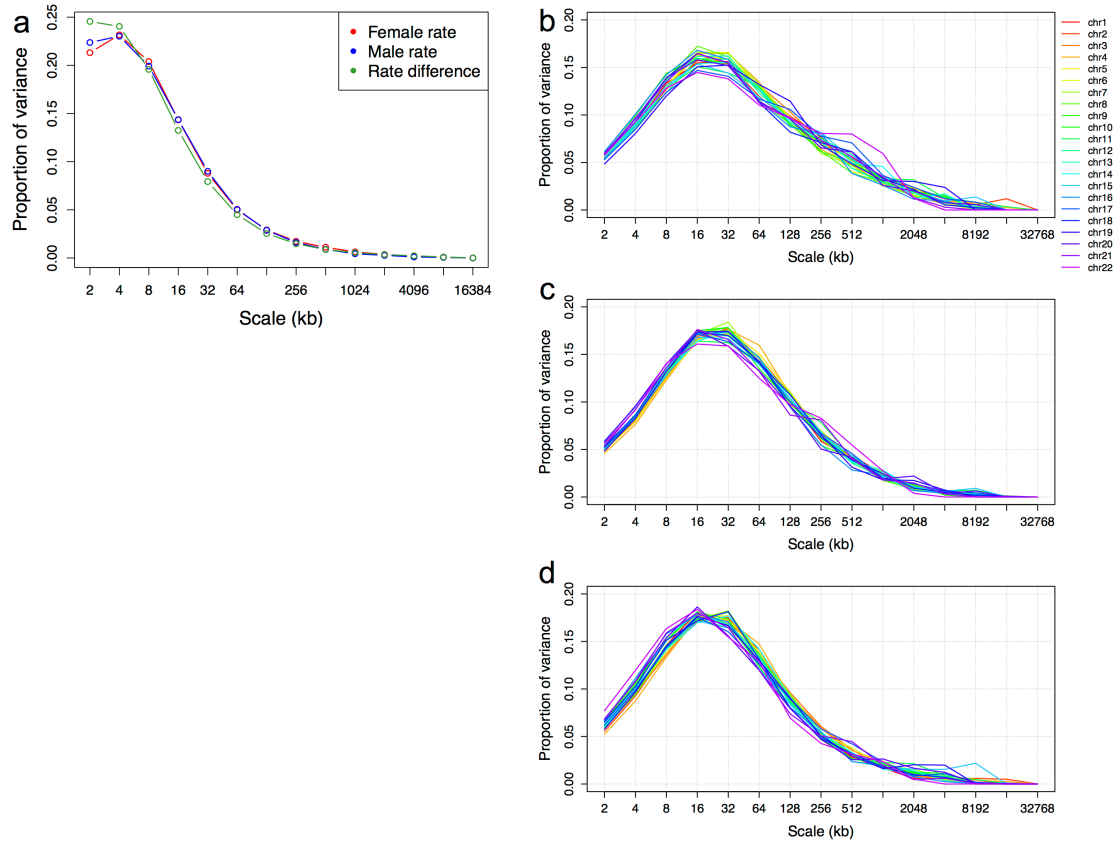 a
Proportion of variance
0.25
0.20
0.15
0.10
0.05
0.00
Female rate
Male rate
Rate difference
2 4 8 16 32 64 256 1024 4096 16384
Scale (kb)
b
Proportion of variance
0.20
0.15
0.10
0.05
0.00
2 4 8 16 32 64 128 256 512 2048 8192 32768
Scale (kb)
chr1
chr2
chr3
chr4
chr5
chr6
chr7
chr8
chr9
chr10
chr11
chr12
chr13
chr14
chr15
chr16
chr17
chr18
chr19
chr20
chr21
chr22
c
Proportion of variance
0.20
0.15
0.10
0.05
0.00
2 4 8 16 32 64 128 256 512 2048 8192 32768
Scale (kb)
d
Proportion of variance
0.20
0.15
0.10
0.05
0.00
2 4 8 16 32 64 128 256 512 2048 8192 32768
Scale (kb)